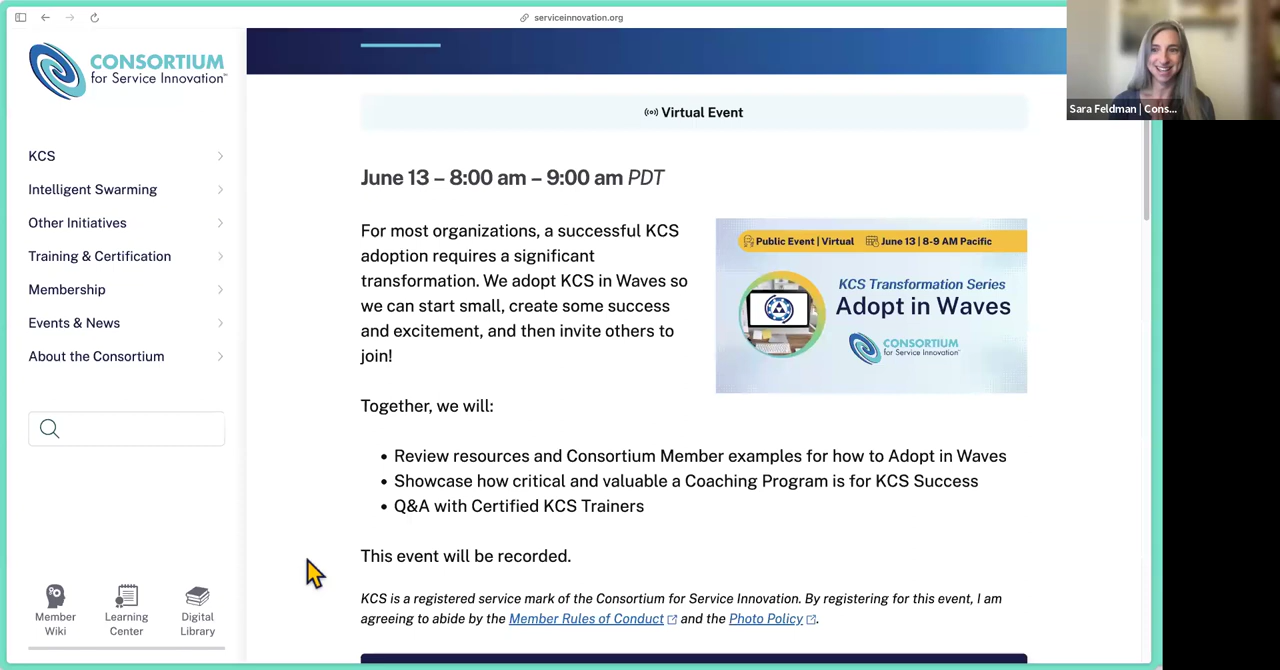 serviceinnovation.org
CONSORTIUM
for Service Innovation™
KCS
Intelligent Swarming
Other Initiatives
Training & Certification
Membership
Events & News
About the Consortium
Member
Wiki
Learning
Center
Digital
Library
Virtual Event
June 13 – 8:00 am – 9:00 am PDT
For most organizations, a successful KCS
adoption requires a significant
transformation. We adopt KCS in Waves so
we can start small, create some success
and excitement, and then invite others to
join!
Public Event | Virtual June 13 | 8-9 AM Pacific
KCS Transformation Series
Adopt in Waves
CONSORTIUM
for Service Innovation™
Together, we will:
• Review resources and Consortium Member examples for how to Adopt in Waves
• Showcase how critical and valuable a Coaching Program is for KCS Success
• Q&A with Certified KCS Trainers
This event will be recorded.
KCS is a registered service mark of the Consortium for Service Innovation. By registering for this event, I am
agreeing to abide by the Member Rules of Conduct and the Photo Policy.
Sara Feldman | Cons...